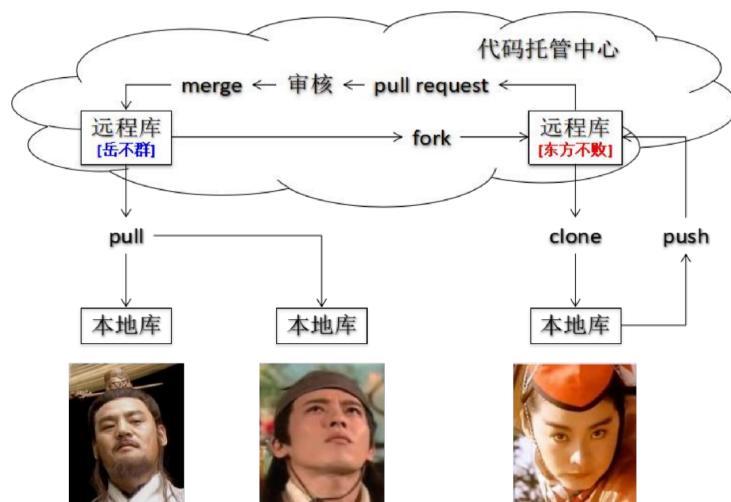 代码托管中心
merge
审核
pull request
远程库
[岳不群]
fork
远程库
[东方不败]
pull
clone
push
本地库
本地库
本地库